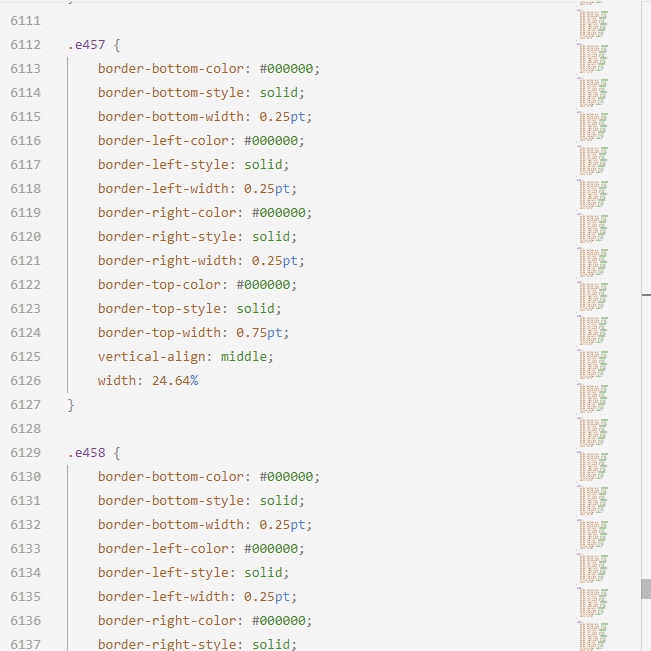 6111
6112 .e457 {
6113 border-bottom-color: #000000;
6114 border-bottom-style: solid;
6115 border-bottom-width: 0.25pt;
6116 border-left-color: #000000;
6117 border-left-style: solid;
6118 border-left-width: 0.25pt;
6119 border-right-color: #000000;
6120 border-right-style: solid;
6121 border-right-width: 0.25pt;
6122 border-top-color: #000000;
6123 border-top-style: solid;
6124 border-top-width: 0.75pt;
6125 vertical-align: middle;
6126 width: 24.64%
6127 }
6128
6129 .e458 {
6130 border-bottom-color: #000000;
6131 border-bottom-style: solid;
6132 border-bottom-width: 0.25pt;
6133 border-left-color: #000000;
6134 border-left-style: solid;
6135 border-left-width: 0.25pt;
6136 border-right-color: #000000;
6137 border-right-style: solid;